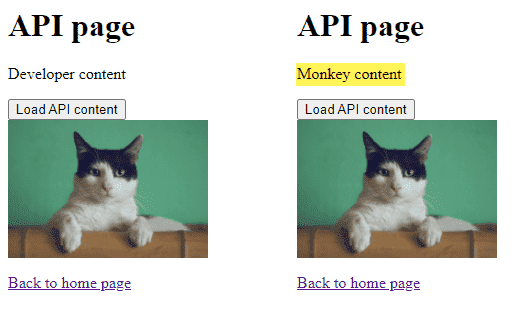 API page
Developer content
Load API content
Back to home page
API page
Monkey content
Load API content
Back to home page